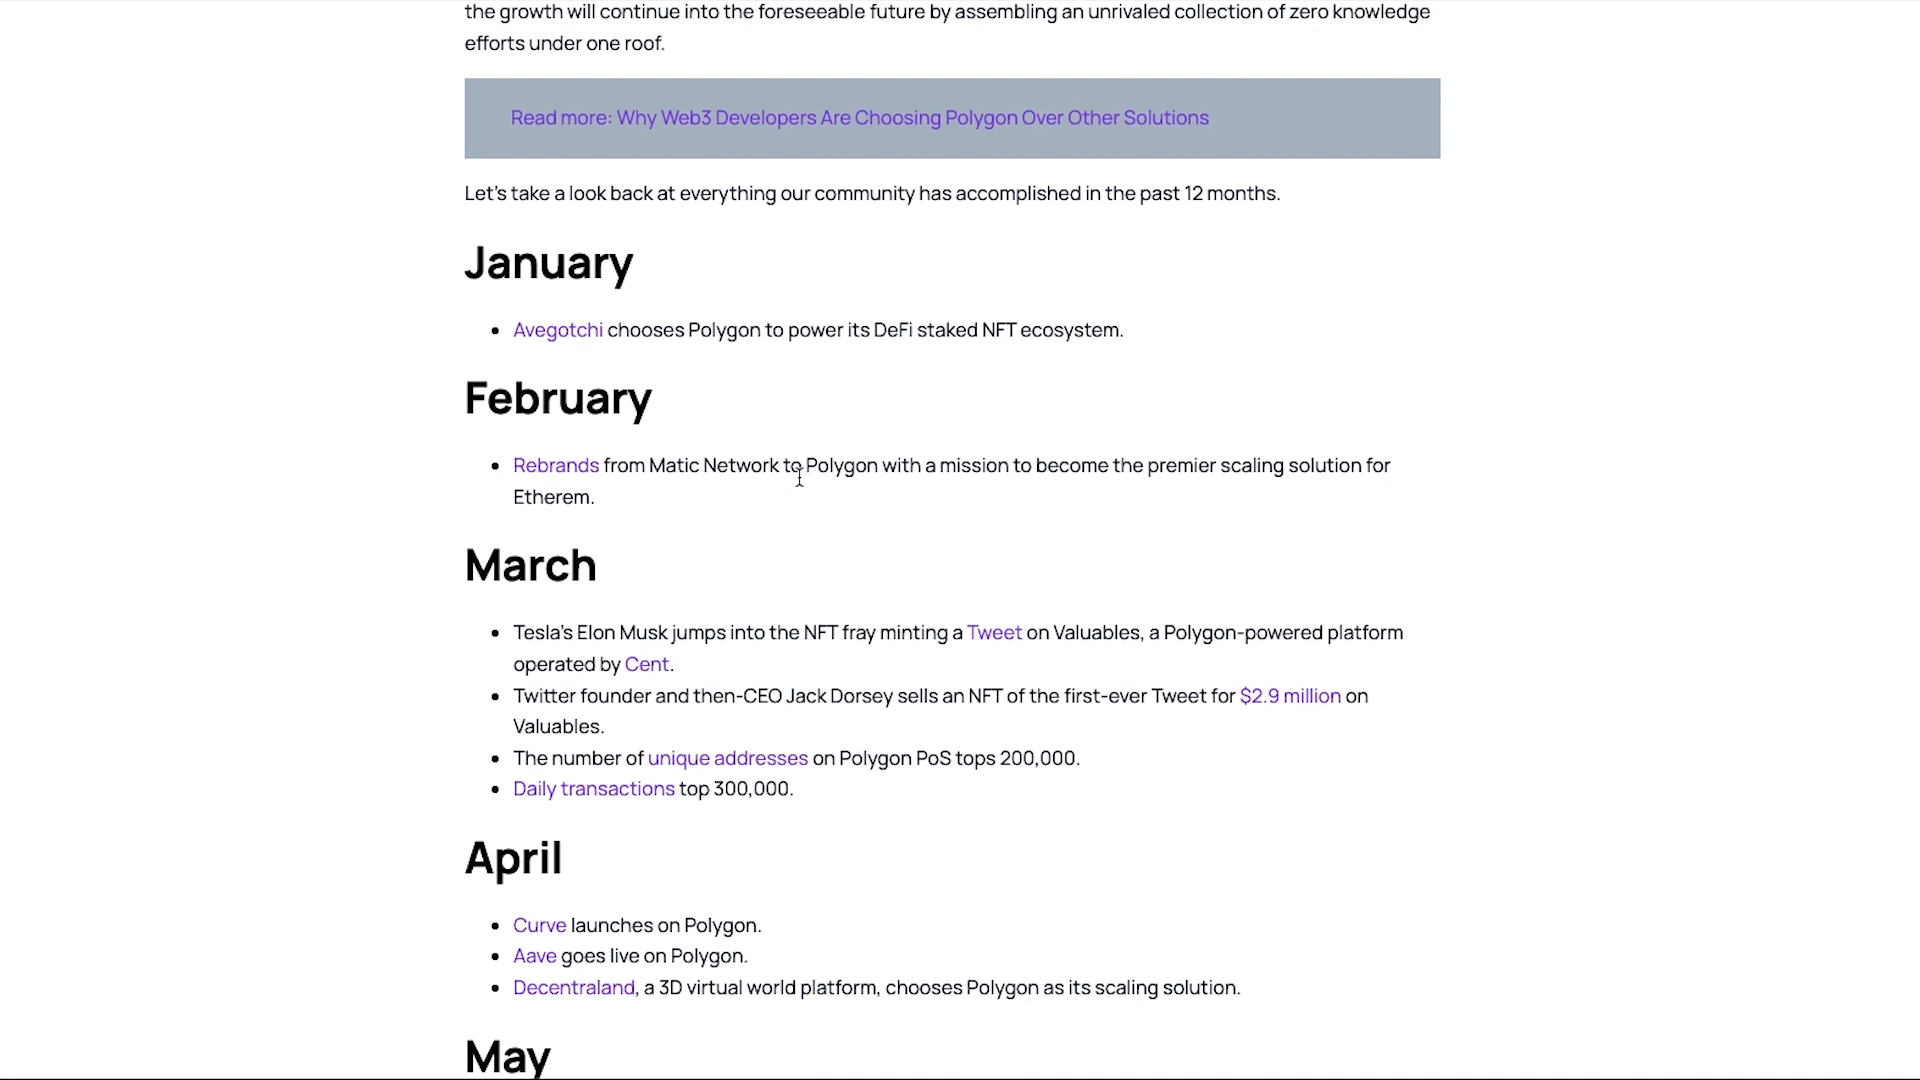 the growth will continue into the foreseeable future by assembling an unrivaled collection of zero knowledge
efforts under one roof.
Read more: Why Web3 Developers Are Choosing Polygon Over Other Solutions
Let's take a look back at everything our community has accomplished in the past 12 months.
January
• Avegotchi chooses Polygon to power its DeFi staked NFT ecosystem.
February
• Rebrands from Matic Network to Polygon with a mission to become the premier scaling solution for
Etherem.
March
• Tesla's Elon Musk jumps into the NFT fray minting a Tweet on Valuables, a Polygon-powered platform
operated by Cent.
• Twitter founder and then-CEO Jack Dorsey sells an NFT of the first-ever Tweet for $2.9 million on
Valuables.
• The number of unique addresses on Polygon PoS tops 200,000.
• Daily transactions top 300,000.
April
• Curve launches on Polygon.
• Aave goes live on Polygon.
• Decentraland, a 3D virtual world platform, chooses Polygon as its scaling solution.
May